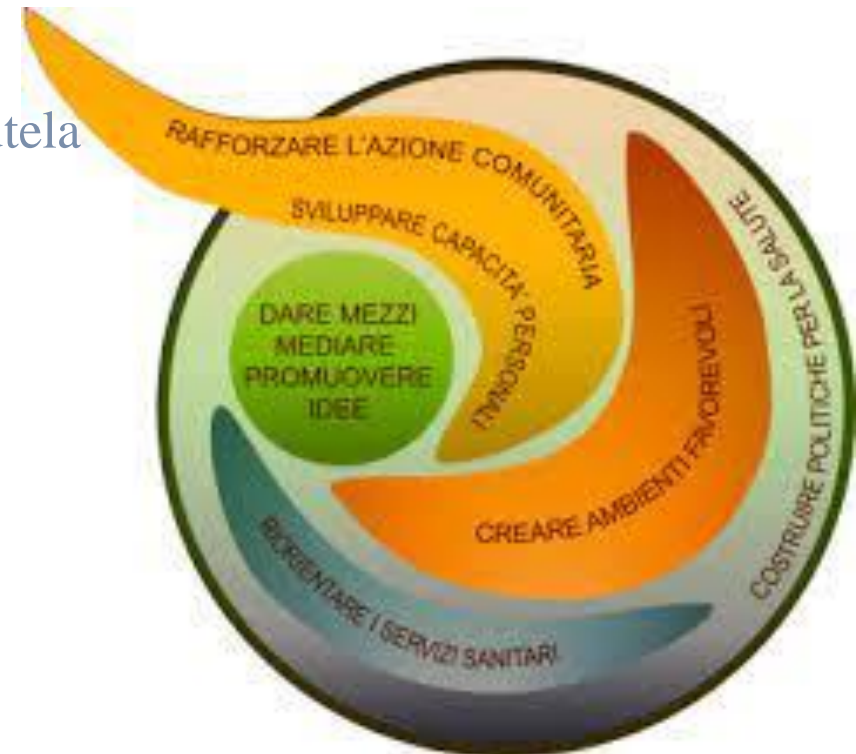 RAFFORZARE L'AZIONE COMUNITARIA
SVILUPPARE CAPACITA' PERSONALI
DARE MEZZI
MEDIARE
PROMUOVERE
IDEE
CREARE AMBIENTI FAVOREVOLI
RIORIENTARE I SERVIZI SANITARI
COSTRUIRE POLITICHE PER LA SALUTE